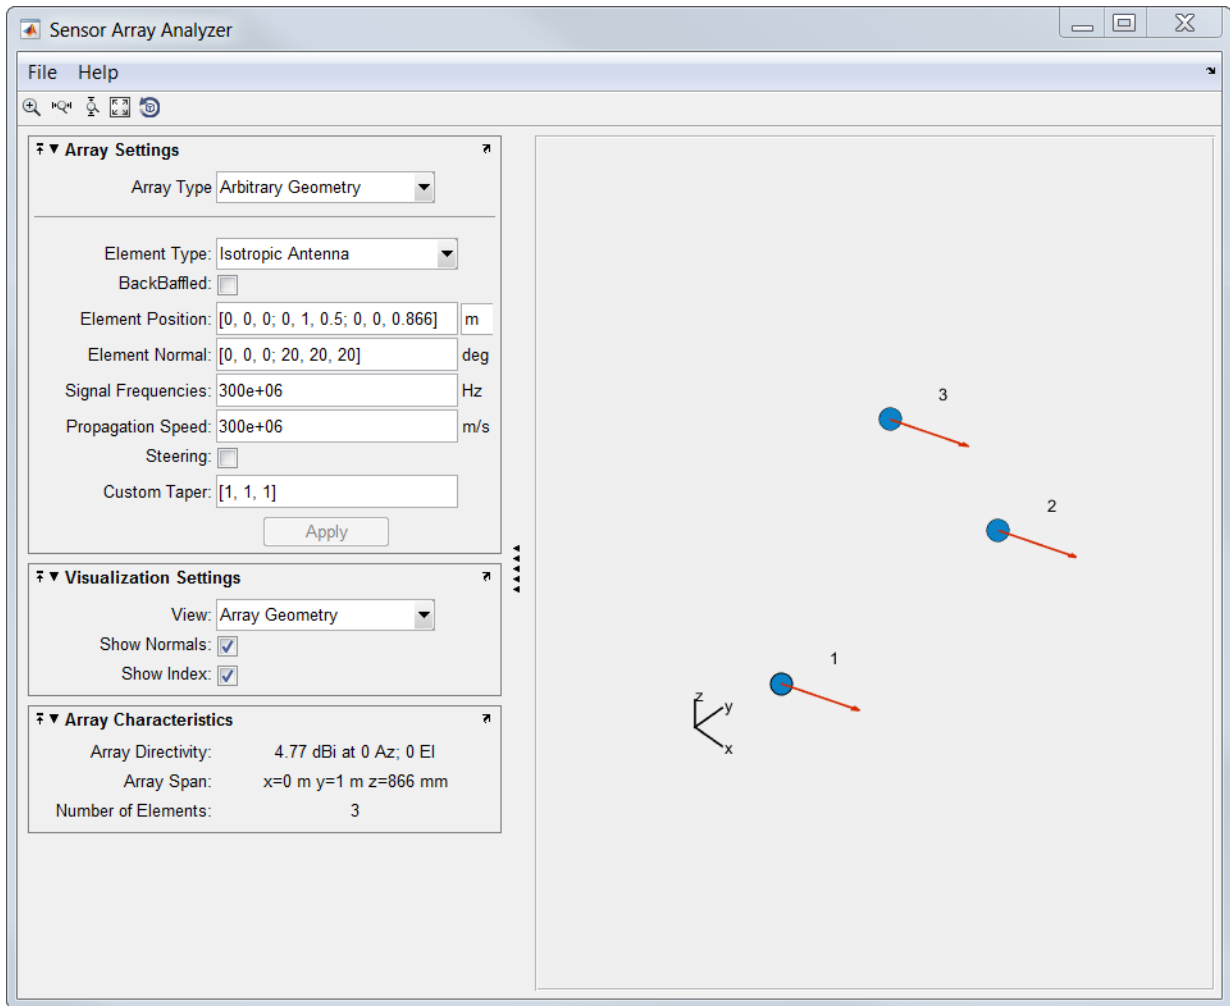 Sensor Array Analyzer
File Help
Array Settings
Array Type Arbitrary Geometry
Element Type: Isotropic Antenna
BackBaffled:
Element Position: [0, 0, 0; 0, 1, 0.5; 0, 0, 0.866] m
Element Normal: [0, 0, 0; 20, 20, 20] deg
Signal Frequencies: 300e+06 Hz
Propagation Speed: 300e+06 m/s
Steering:
Custom Taper: [1, 1, 1]
Apply
Visualization Settings
View: Array Geometry
Show Normals:
Show Index:
Array Characteristics
Array Directivity: 4.77 dBi at 0 Az; 0 El
Array Span: x=0 m y=1 m z=866 mm
Number of Elements: 3
3
2
1
z
y
x